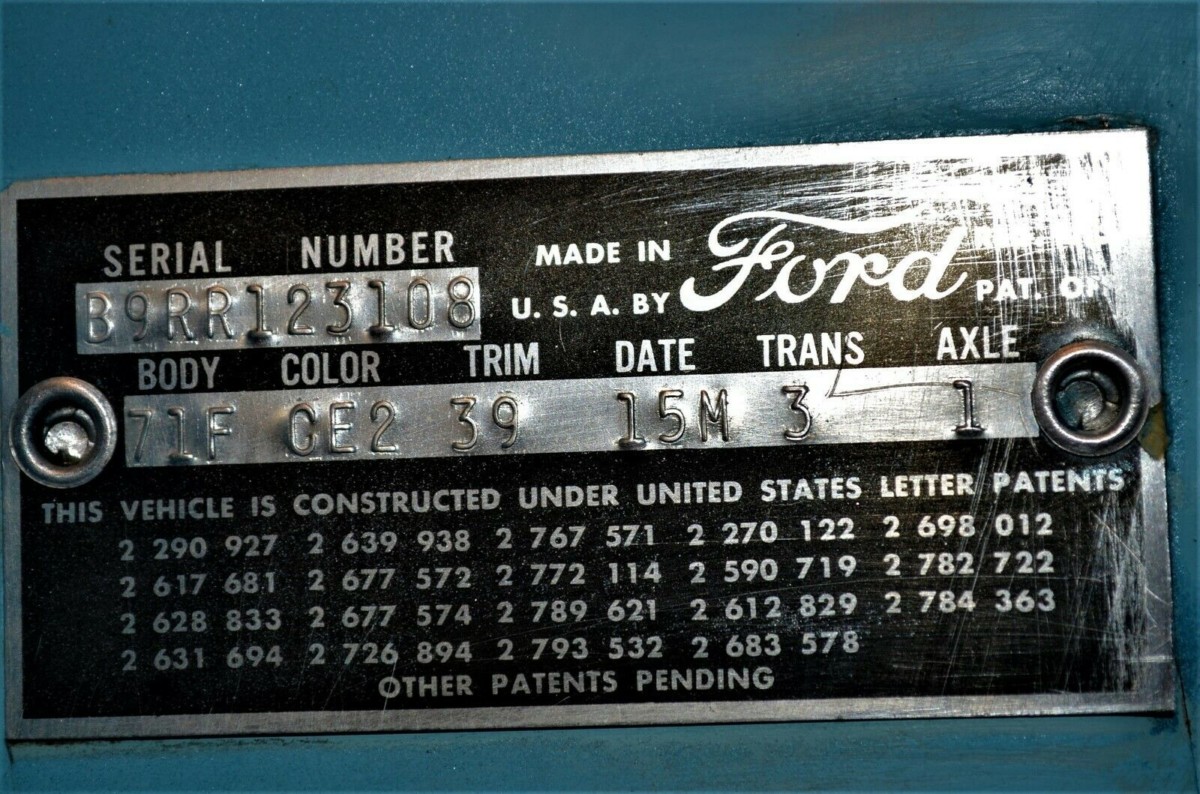 SERIAL NUMBER
MADE IN Ford
B9RR123108
U. S. A. BY PAT.
BODY COLOR TRIM DATE TRANS AXLE
71F CE2 39 15M 3 1
THIS VEHICLE IS CONSTRUCTED UNDER UNITED STATES LETTER PATENTS
2 290 927 2 639 938 2 767 571 2 270 122 2 698 012
2 617 681 2 677 572 2 772 114 2 590 719 2 782 722
2 628 833 2 677 574 2 789 621 2 612 829 2 784 363
2 631 694 2 726 894 2 793 532 2 683 578
OTHER PATENTS PENDING